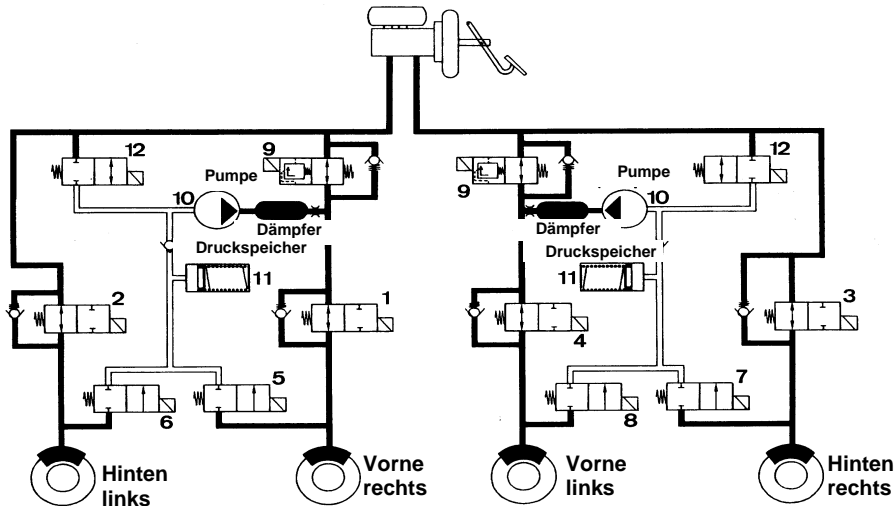 12
9
Pumpe
10
Dämpfer
Druckspeicher
11
2
1
5
6
Hinten
links
Vorne
rechts
9
12
Pumpe
10
Dämpfer
Druckspeicher
11
3
4
7
8
Vorne
links
Hinten
rechts